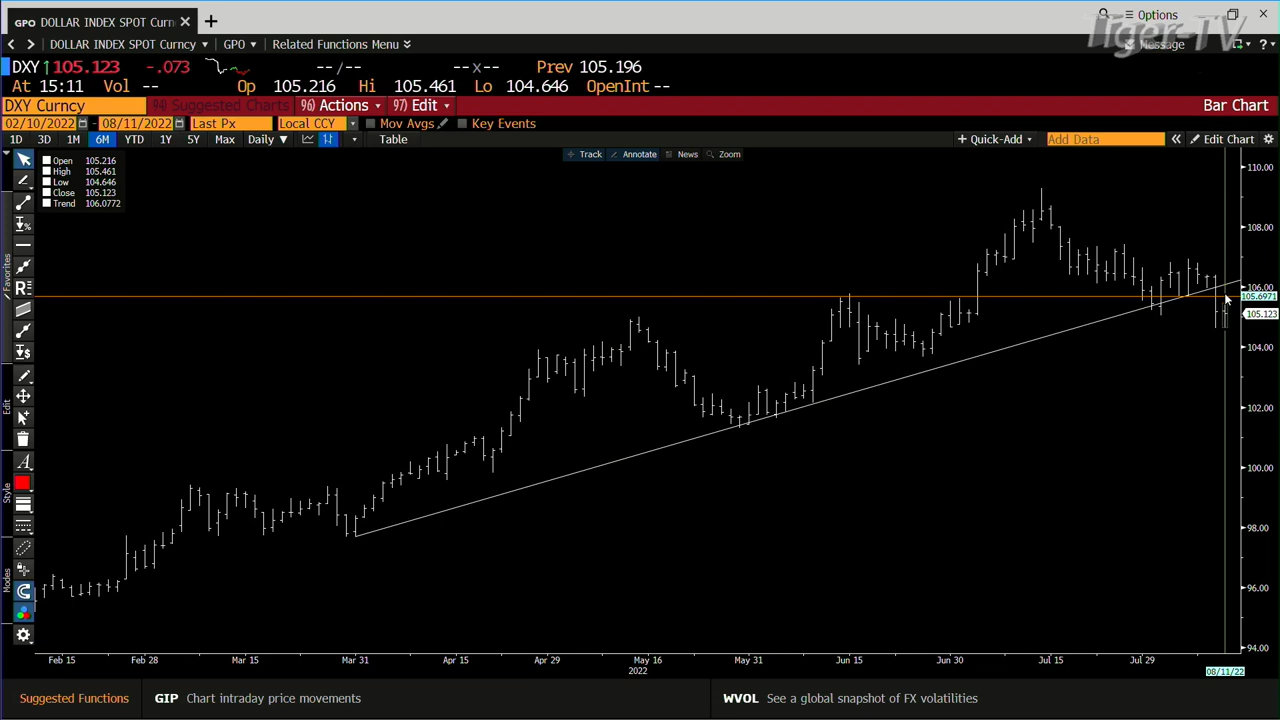 GPO DOLLAR INDEX SPOT Curn × +
Options
Tiger-TV
DOLLAR INDEX SPOT Curncy GPO Related Functions Menu
Message ?
DXY 105.123 -.073 -- / -- -- x -- Prev 105.196
At 15:11 Vol -- Op 105.216 Hi 105.461 Lo 104.646 OpenInt --
DXY Curncy 94) Suggested Charts 96) Actions 97) Edit Bar Chart
02/10/2022 - 08/11/2022 Last Px Local CCY Mov Avgs Key Events
1D 3D 1M 6M YTD 1Y 5Y Max Daily Table + Quick-Add Add Data « Edit Chart
Track Annotate News Zoom
Open 105.216
High 105.461
Low 104.646
Close 105.123
Trend 106.0772
Favorites
Edit
Style
Modes
110.00
108.00
106.00
105.6971
105.123
104.00
102.00
100.00
98.00
96.00
94.00
Feb 15 Feb 28 Mar 15 Mar 31 Apr 15 Apr 29 May 16 May 31 Jun 15 Jun 30 Jul 15 Jul 29
2022
08/11/22
Suggested Functions GIP Chart intraday price movements WVOL See a global snapshot of FX volatilities